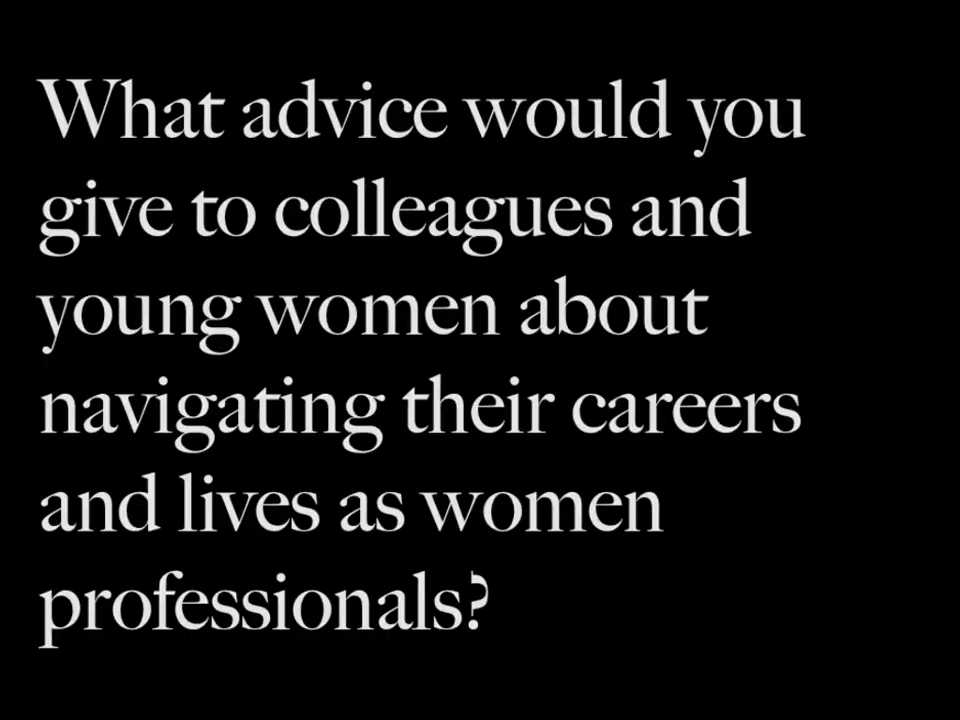 What advice would you
give to colleagues and
young women about
navigating their careers
and lives as women
professionals?